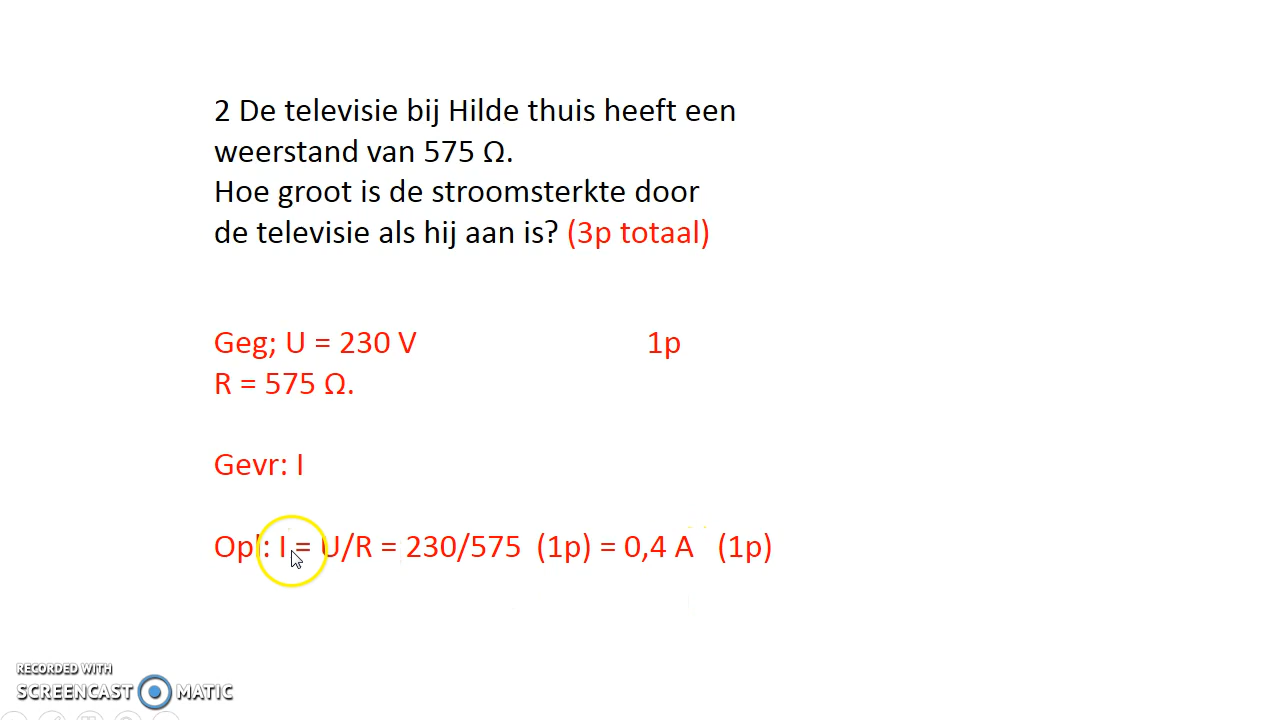 2 De televisie bij Hilde thuis heeft een
weerstand van 575 Ω.
Hoe groot is de stroomsterkte door
de televisie als hij aan is? (3p totaal)
Geg; U = 230 V 1p
R = 575 Ω.
Gevr: I
Opl: I = U/R = 230/575 (1p) = 0,4 A (1p)
RECORDED WITH
SCREENCAST MATIC